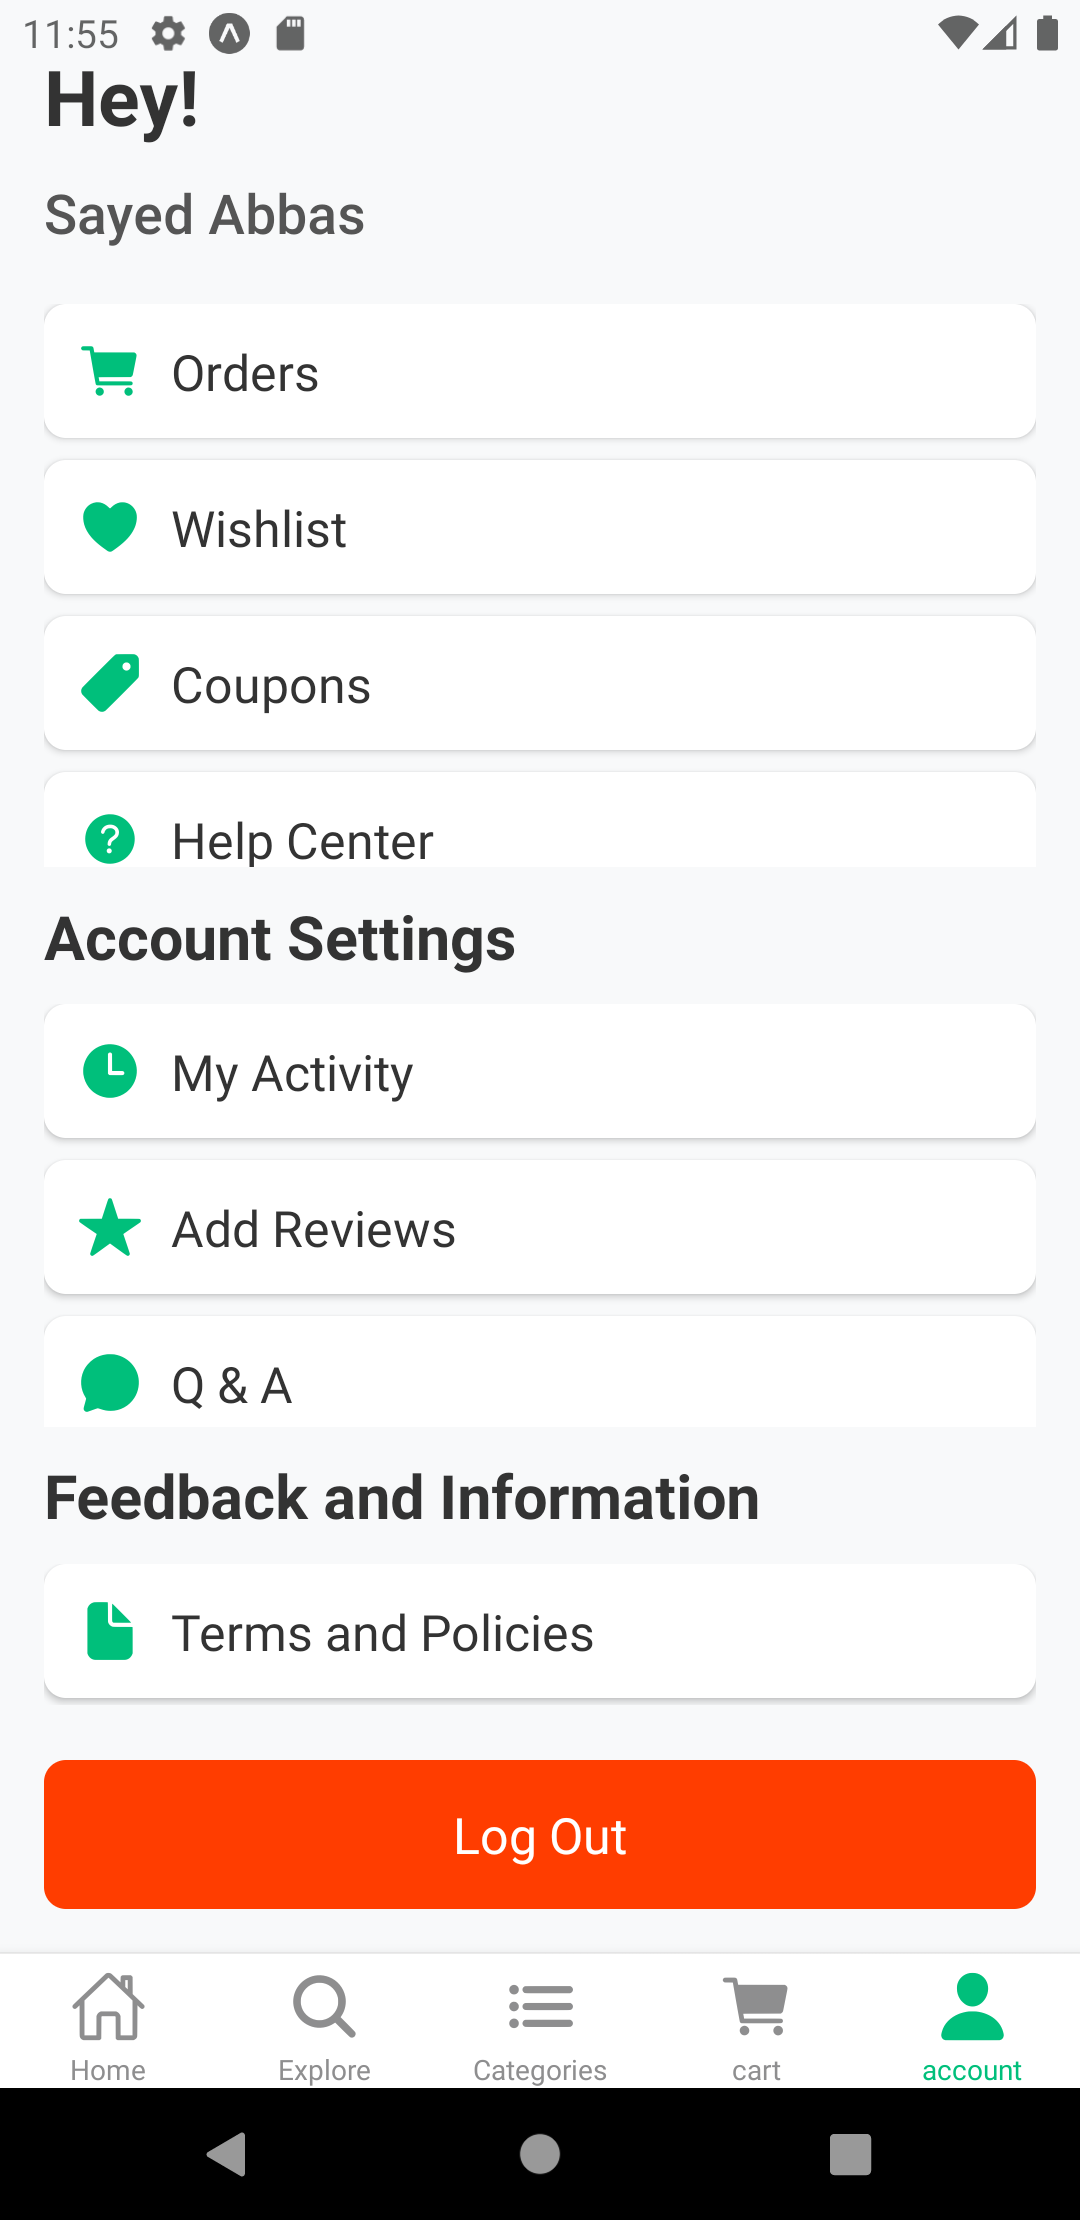 11:55
Hey!
Sayed Abbas
Orders
Wishlist
Coupons
Help Center
Account Settings
My Activity
Add Reviews
Q & A
Feedback and Information
Terms and Policies
Log Out
Home
Explore
Categories
cart
account